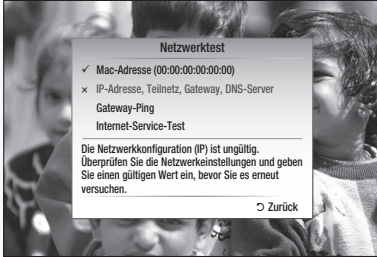 Netzwerktest
✓ Mac-Adresse (00:00:00:00:00:00)
× IP-Adresse, Teilnetz, Gateway, DNS-Server
Gateway-Ping
Internet-Service-Test
Die Netzwerkkonfiguration (IP) ist ungültig.
Überprüfen Sie die Netzwerkeinstellungen und geben
Sie einen gültigen Wert ein, bevor Sie es erneut
versuchen.
⮌ Zurück